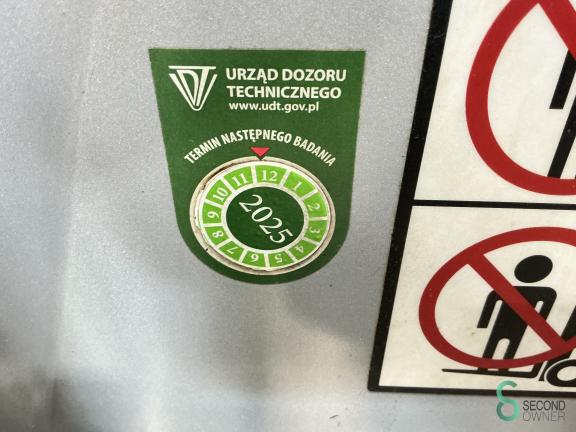 UDT
URZĄD DOZORU
TECHNICZNEGO
www.udt.gov.pl
TERMIN NASTĘPNEGO BADANIA
1 2 3 4 5 6 7 8 9 10 11 12
2025
SECOND
OWNER